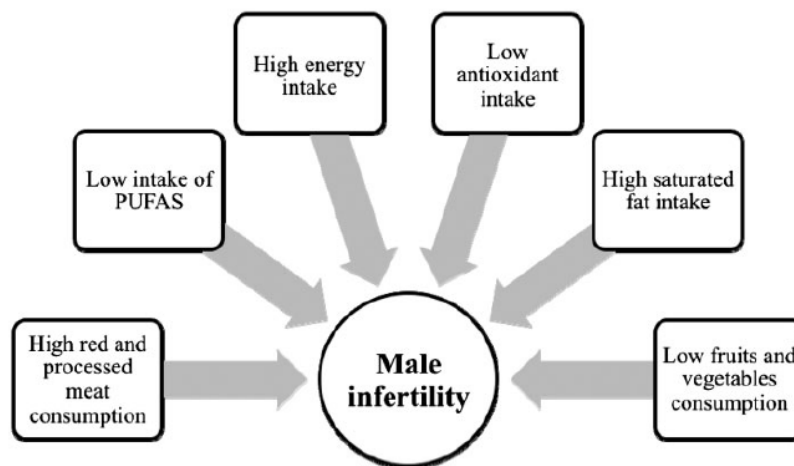 High energy
intake
Low
antioxidant
intake
Low intake of
PUFAS
High saturated
fat intake
High red and
processed
meat
consumption
Male
infertility
Low fruits and
vegetables
consumption